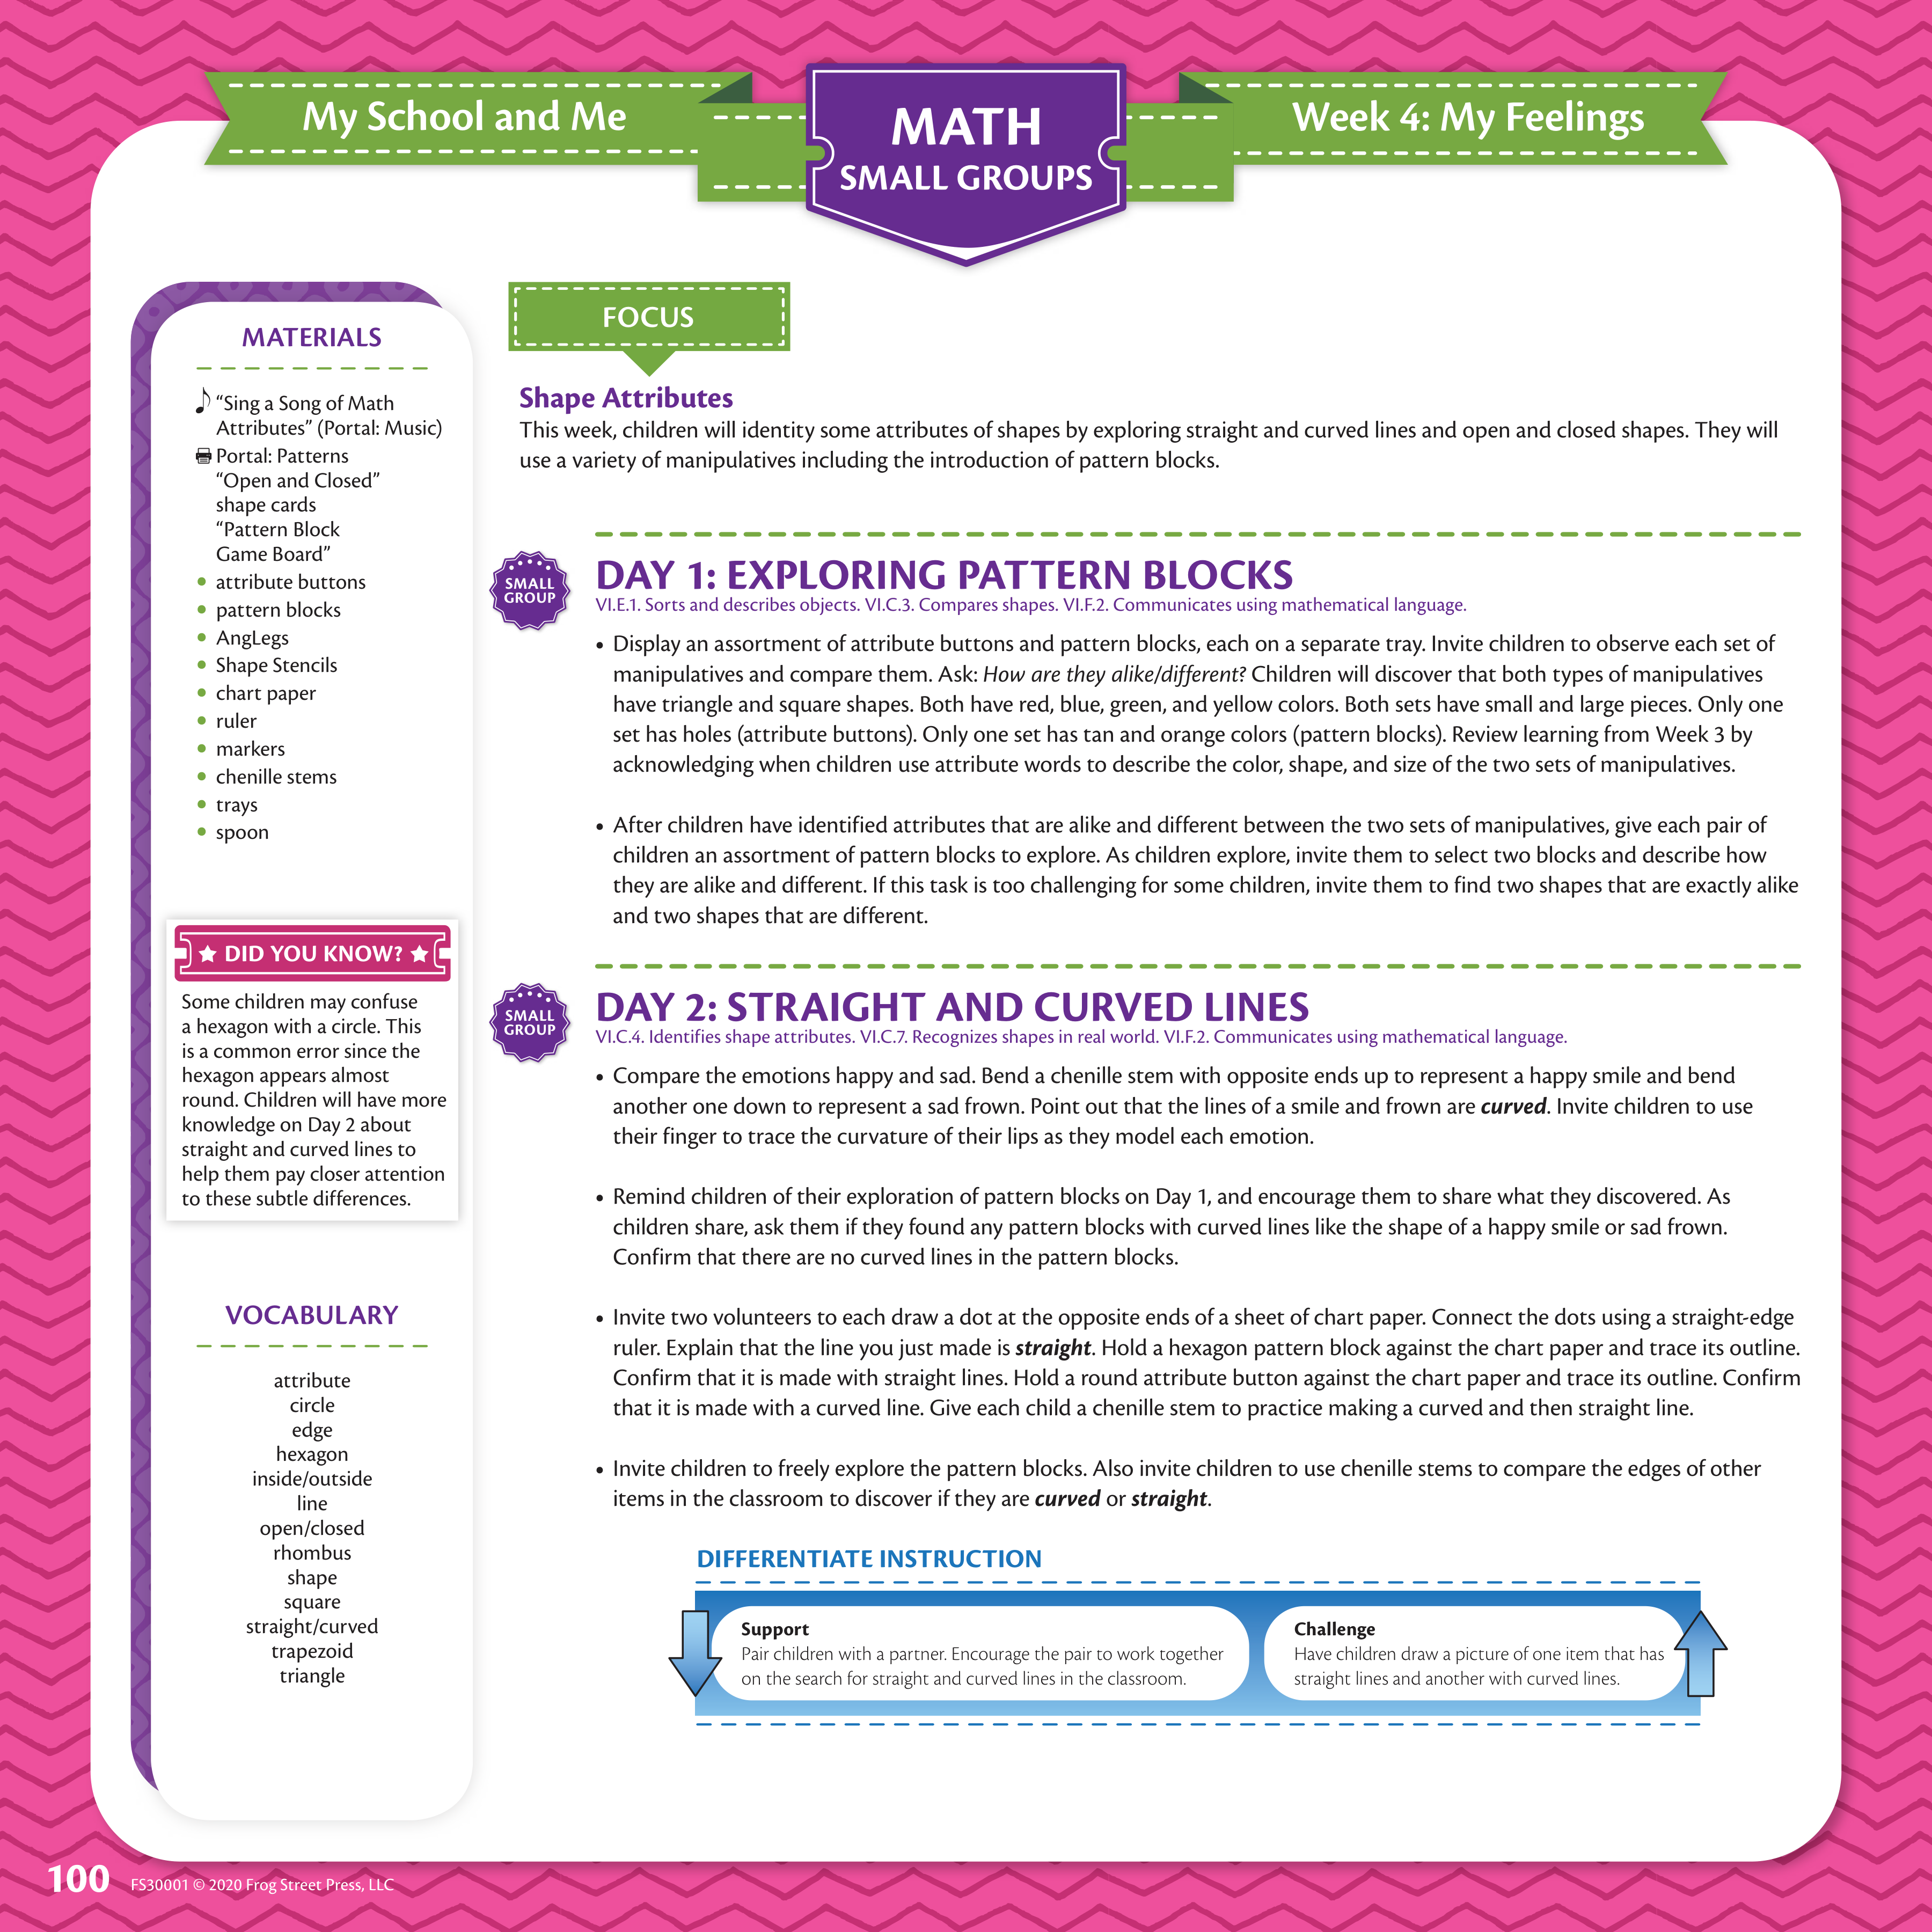 My School and Me
MATH
SMALL GROUPS
Week 4: My Feelings
MATERIALS
“Sing a Song of Math
Attributes” (Portal: Music)
Portal: Patterns
“Open and Closed”
shape cards
“Pattern Block
Game Board”
• attribute buttons
• pattern blocks
• AngLegs
• Shape Stencils
• chart paper
• ruler
• markers
• chenille stems
• trays
• spoon
DID YOU KNOW?
Some children may confuse
a hexagon with a circle. This
is a common error since the
hexagon appears almost
round. Children will have more
knowledge on Day 2 about
straight and curved lines to
help them pay closer attention
to these subtle differences.
VOCABULARY
attribute
circle
edge
hexagon
inside/outside
line
open/closed
rhombus
shape
square
straight/curved
trapezoid
triangle
FOCUS
Shape Attributes
This week, children will identity some attributes of shapes by exploring straight and curved lines and open and closed shapes. They will
use a variety of manipulatives including the introduction of pattern blocks.
SMALL
GROUP
DAY 1: EXPLORING PATTERN BLOCKS
VI.E.1. Sorts and describes objects. VI.C.3. Compares shapes. VI.F.2. Communicates using mathematical language.
• Display an assortment of attribute buttons and pattern blocks, each on a separate tray. Invite children to observe each set of
manipulatives and compare them. Ask: How are they alike/different? Children will discover that both types of manipulatives
have triangle and square shapes. Both have red, blue, green, and yellow colors. Both sets have small and large pieces. Only one
set has holes (attribute buttons). Only one set has tan and orange colors (pattern blocks). Review learning from Week 3 by
acknowledging when children use attribute words to describe the color, shape, and size of the two sets of manipulatives.
• After children have identified attributes that are alike and different between the two sets of manipulatives, give each pair of
children an assortment of pattern blocks to explore. As children explore, invite them to select two blocks and describe how
they are alike and different. If this task is too challenging for some children, invite them to find two shapes that are exactly alike
and two shapes that are different.
SMALL
GROUP
DAY 2: STRAIGHT AND CURVED LINES
VI.C.4. Identifies shape attributes. VI.C.7. Recognizes shapes in real world. VI.F.2. Communicates using mathematical language.
• Compare the emotions happy and sad. Bend a chenille stem with opposite ends up to represent a happy smile and bend
another one down to represent a sad frown. Point out that the lines of a smile and frown are curved. Invite children to use
their finger to trace the curvature of their lips as they model each emotion.
• Remind children of their exploration of pattern blocks on Day 1, and encourage them to share what they discovered. As
children share, ask them if they found any pattern blocks with curved lines like the shape of a happy smile or sad frown.
Confirm that there are no curved lines in the pattern blocks.
• Invite two volunteers to each draw a dot at the opposite ends of a sheet of chart paper. Connect the dots using a straight-edge
ruler. Explain that the line you just made is straight. Hold a hexagon pattern block against the chart paper and trace its outline.
Confirm that it is made with straight lines. Hold a round attribute button against the chart paper and trace its outline. Confirm
that it is made with a curved line. Give each child a chenille stem to practice making a curved and then straight line.
• Invite children to freely explore the pattern blocks. Also invite children to use chenille stems to compare the edges of other
items in the classroom to discover if they are curved or straight.
DIFFERENTIATE INSTRUCTION
Support
Pair children with a partner. Encourage the pair to work together
on the search for straight and curved lines in the classroom.
Challenge
Have children draw a picture of one item that has
straight lines and another with curved lines.
100 FS30001 © 2020 Frog Street Press, LLC